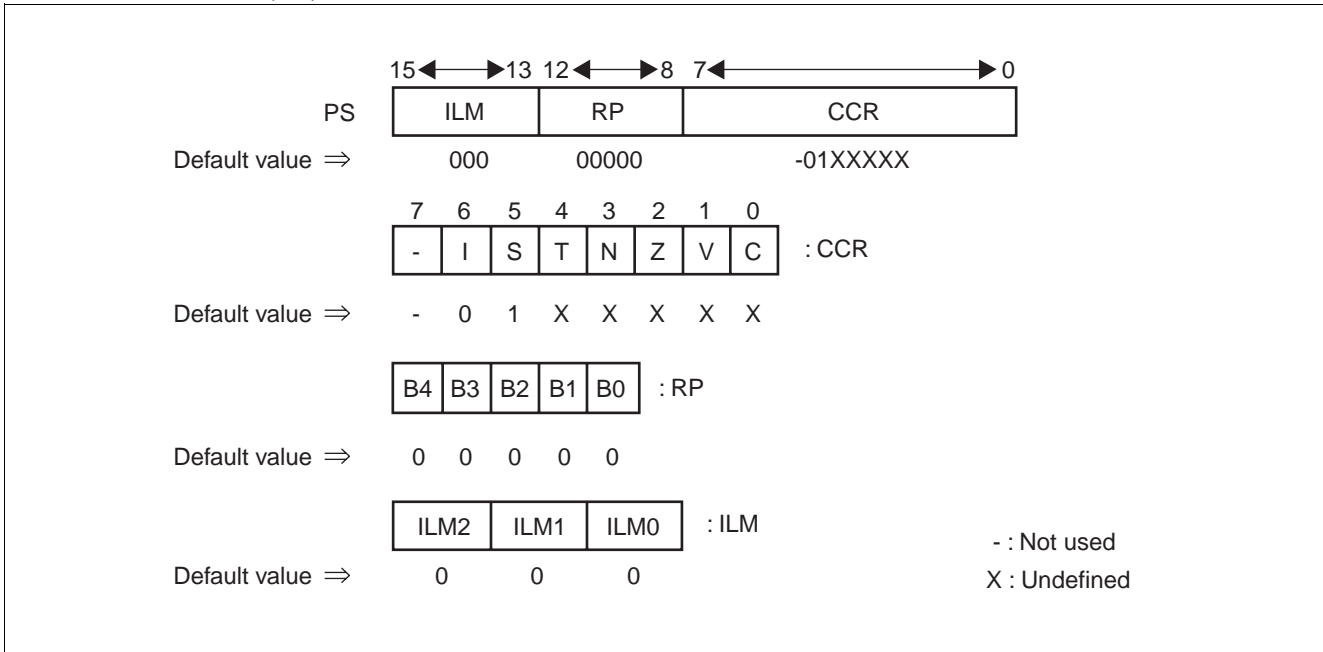 15 13 12 8 7 0
PS ILM RP CCR
Default value ⇒ 000 00000 -01XXXXX
7 6 5 4 3 2 1 0
- I S T N Z V C : CCR
Default value ⇒ - 0 1 X X X X X
B4 B3 B2 B1 B0 : RP
Default value ⇒ 0 0 0 0 0
ILM2 ILM1 ILM0 : ILM
- : Not used
Default value ⇒ 0 0 0
X : Undefined